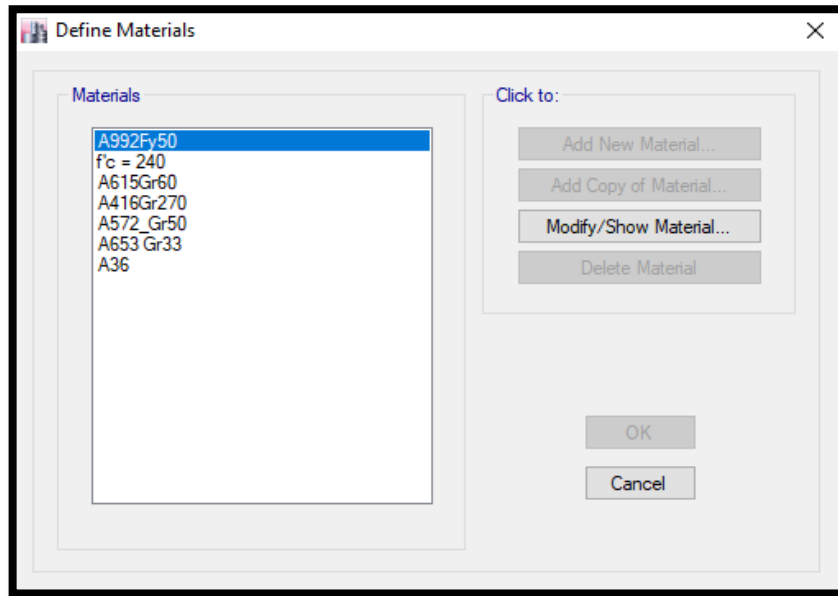 Define Materials
Materials
A992Fy50
f'c = 240
A615Gr60
A416Gr270
A572_Gr50
A653 Gr33
A36
Click to:
Add New Material...
Add Copy of Material...
Modify/Show Material...
Delete Material
OK
Cancel